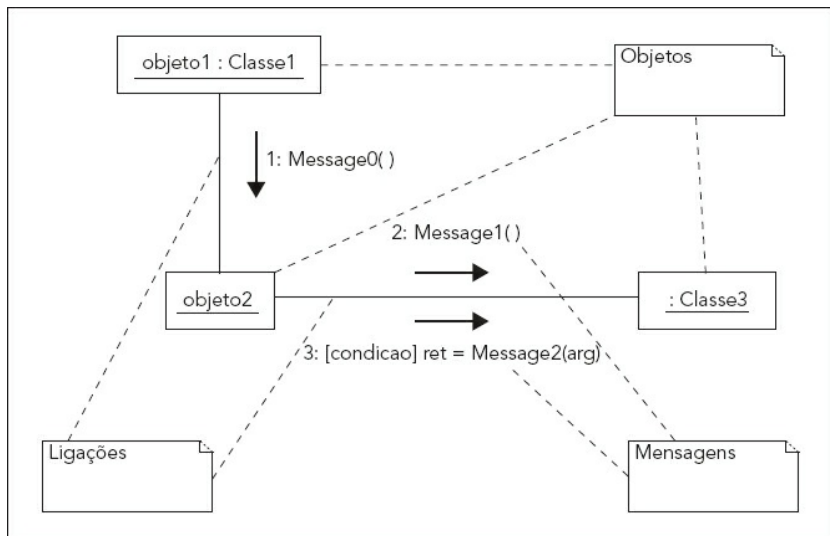 objeto1 : Classe1
Objetos
1: Message0( )
2: Message1( )
objeto2
: Classe3
3: [condicao] ret = Message2(arg)
Ligações
Mensagens